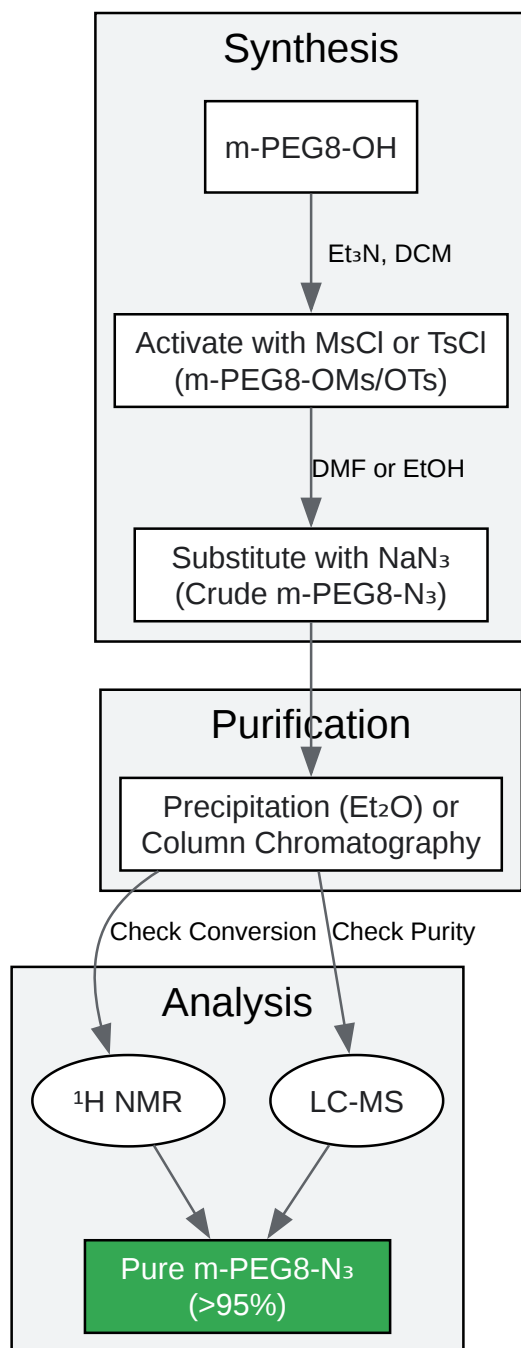 Synthesis
m-PEG8-OH
Et₃N, DCM
Activate with MsCl or TsCl
(m-PEG8-OMs/OTs)
DMF or EtOH
Substitute with NaN₃
(Crude m-PEG8-N₃)
Purification
Precipitation (Et₂O) or
Column Chromatography
Check Conversion
Check Purity
Analysis
¹H NMR
LC-MS
Pure m-PEG8-N₃
(>95%)